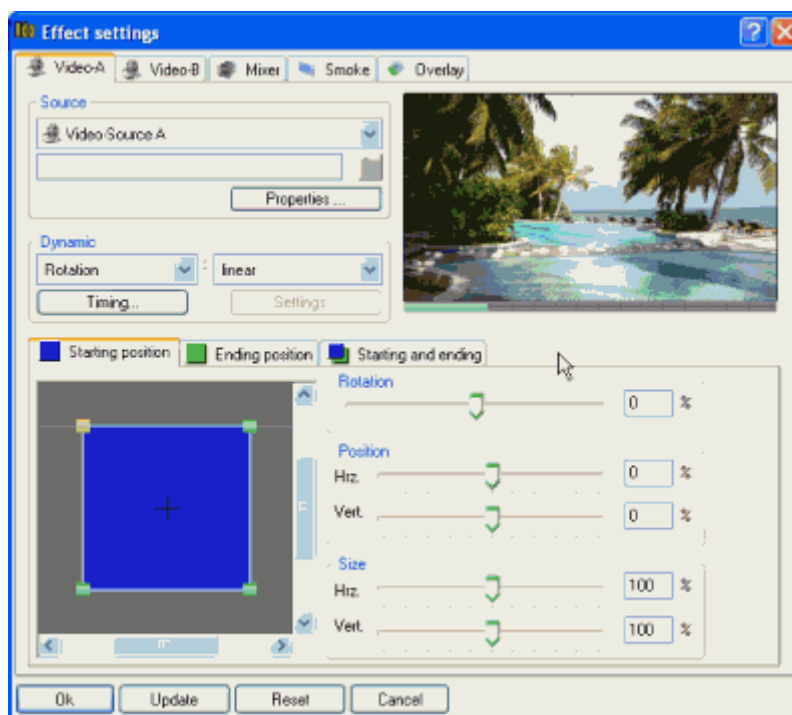 Effect settings
Video-A Video-B Mixer Smoke Overlay
Source
Video-Source A
Properties ...
Dynamic
Rotation : linear
Timing... Settings
Starting position Ending position Starting and ending
Rotation
0 %
Position
Hrz. 0 %
Vert. 0 %
Size
Hrz. 100 %
Vert. 100 %
Ok Update Reset Cancel